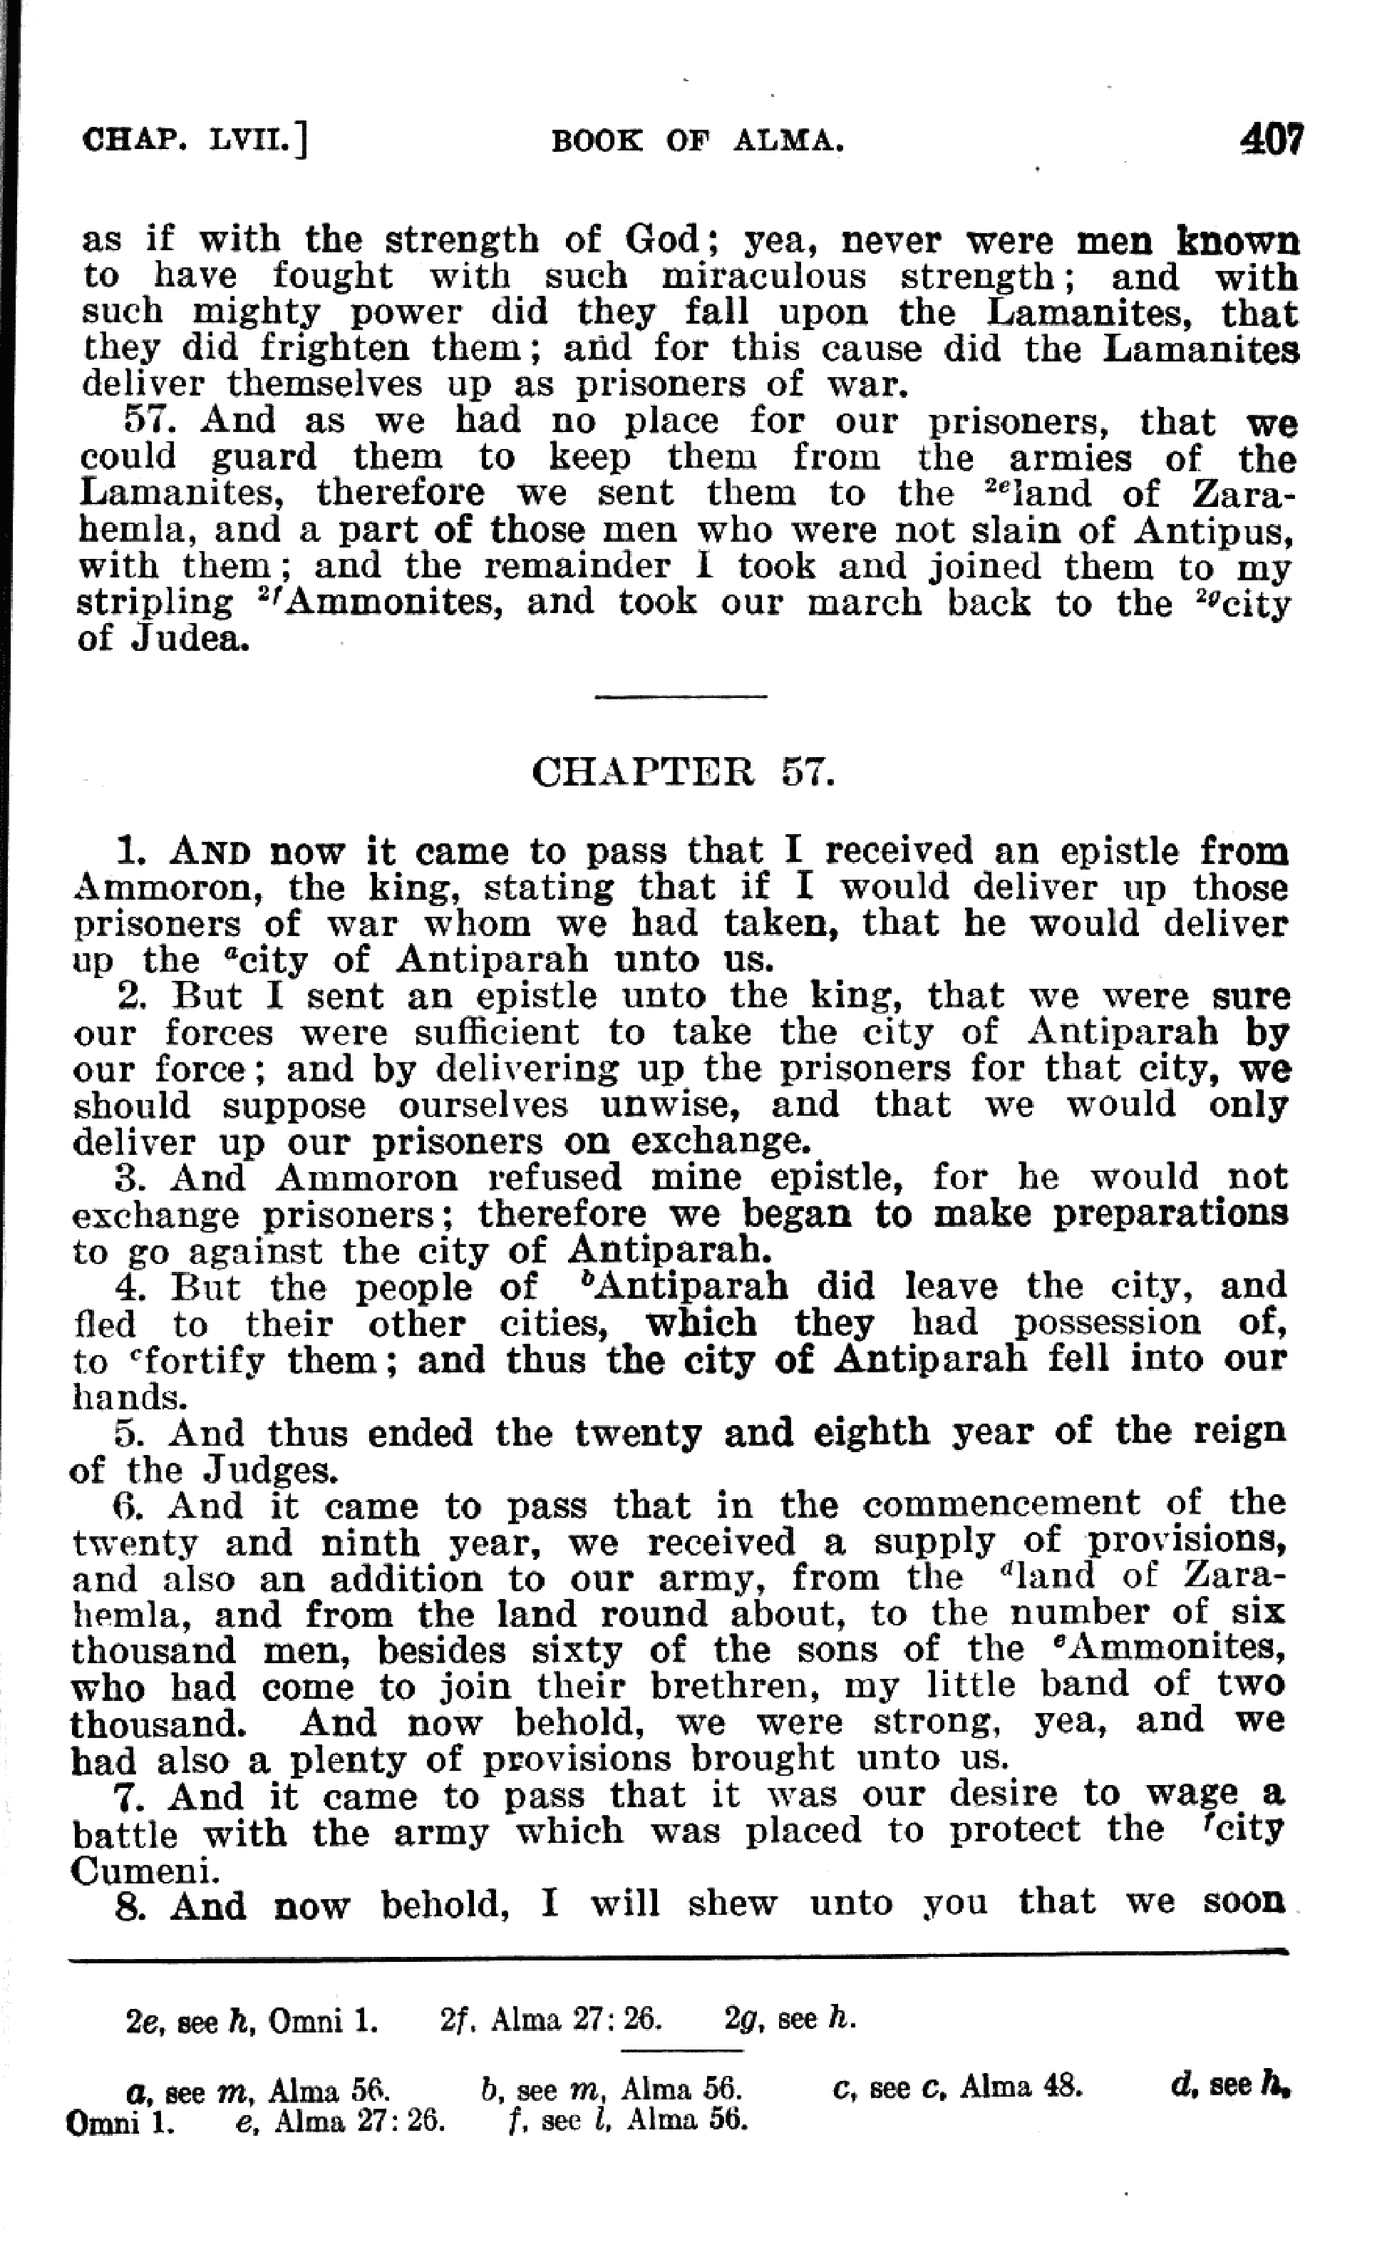 CHAP. LVII.] BOOK OF ALMA. 407
as if with the strength of God; yea, never were men known
to have fought with such miraculous strength; and with
such mighty power did they fall upon the Lamanites, that
they did frighten them; and for this cause did the Lamanites
deliver themselves up as prisoners of war.
57. And as we had no place for our prisoners, that we
could guard them to keep them from the armies of the
Lamanites, therefore we sent them to the 2eland of Zara-
hemla, and a part of those men who were not slain of Antipus,
with them; and the remainder I took and joined them to my
stripling 2fAmmonites, and took our march back to the 2gcity
of Judea.
CHAPTER 57.
1. AND now it came to pass that I received an epistle from
Ammoron, the king, stating that if I would deliver up those
prisoners of war whom we had taken, that he would deliver
up the acity of Antiparah unto us.
2. But I sent an epistle unto the king, that we were sure
our forces were sufficient to take the city of Antiparah by
our force; and by delivering up the prisoners for that city, we
should suppose ourselves unwise, and that we would only
deliver up our prisoners on exchange.
3. And Ammoron refused mine epistle, for he would not
exchange prisoners; therefore we began to make preparations
to go against the city of Antiparah.
4. But the people of bAntiparah did leave the city, and
fled to their other cities, which they had possession of,
to cfortify them; and thus the city of Antiparah fell into our
hands.
5. And thus ended the twenty and eighth year of the reign
of the Judges.
6. And it came to pass that in the commencement of the
twenty and ninth year, we received a supply of provisions,
and also an addition to our army, from the dland of Zara-
hemla, and from the land round about, to the number of six
thousand men, besides sixty of the sons of the eAmmonites,
who had come to join their brethren, my little band of two
thousand. And now behold, we were strong, yea, and we
had also a plenty of provisions brought unto us.
7. And it came to pass that it was our desire to wage a
battle with the army which was placed to protect the fcity
Cumeni.
8. And now behold, I will shew unto you that we soon
2e, see h, Omni 1. 2f. Alma 27: 26. 2g, see h.
a, see m, Alma 56. b, see m, Alma 56. c, see c, Alma 48. d, see h,
Omni 1. e, Alma 27: 26. f, see l, Alma 56.